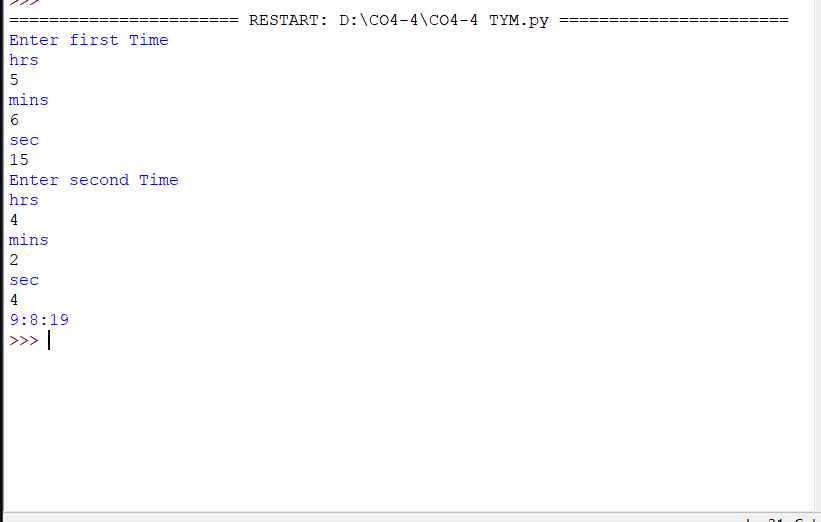 ======================= RESTART: D:\CO4-4\CO4-4 TYM.py =======================
Enter first Time
hrs
5
mins
6
sec
15
Enter second Time
hrs
4
mins
2
sec
4
9:8:19
>>>